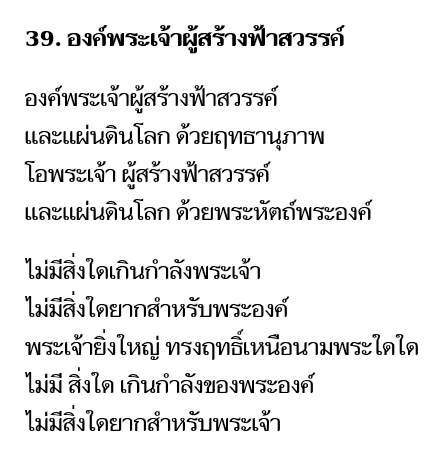 39. องค์พระเจ้าผู้สร้างฟ้าสวรรค์
องค์พระเจ้าผู้สร้างฟ้าสวรรค์
และแผ่นดินโลก ด้วยฤทธานุภาพ
โอพระเจ้า ผู้สร้างฟ้าสวรรค์
และแผ่นดินโลก ด้วยพระหัตถ์พระองค์
ไม่มีสิ่งใดเกินกำลังพระเจ้า
ไม่มีสิ่งใดยากสำหรับพระองค์
พระเจ้ายิ่งใหญ่ ทรงฤทธิ์เหนือนามพระใดใด
ไม่มี สิ่งใด เกินกำลังของพระองค์
ไม่มีสิ่งใดยากสำหรับพระเจ้า